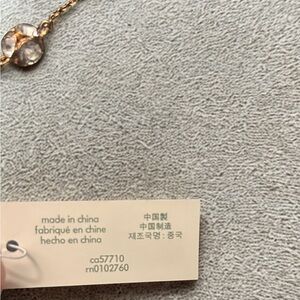 made in china
fabriqué en chine
hecho en china
中国製
中国制造
제조국명 : 중국
ca57710
rn0102760